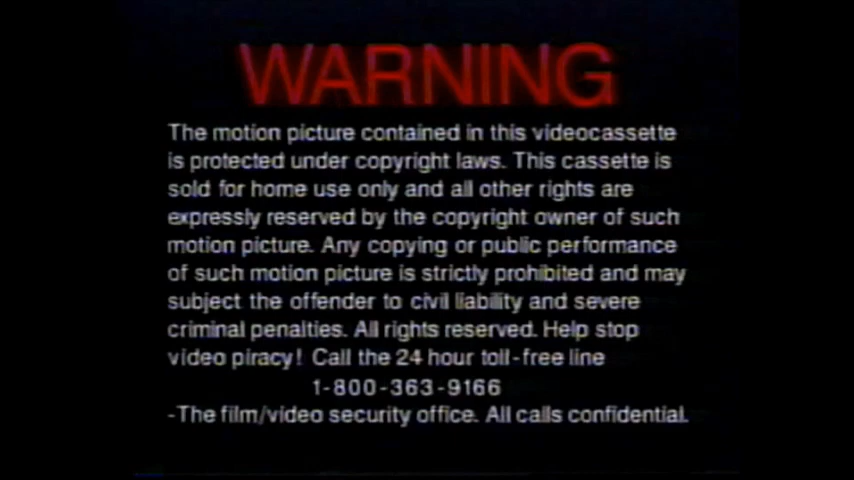 WARNING
The motion picture contained in this videocassette
is protected under copyright laws. This cassette is
sold for home use only and all other rights are
expressly reserved by the copyright owner of such
motion picture. Any copying or public performance
of such motion picture is strictly prohibited and may
subject the offender to civil liability and severe
criminal penalties. All rights reserved. Help stop
video piracy! Call the 24 hour toll-free line
1-800-363-9166
-The film/video security office. All calls confidential.